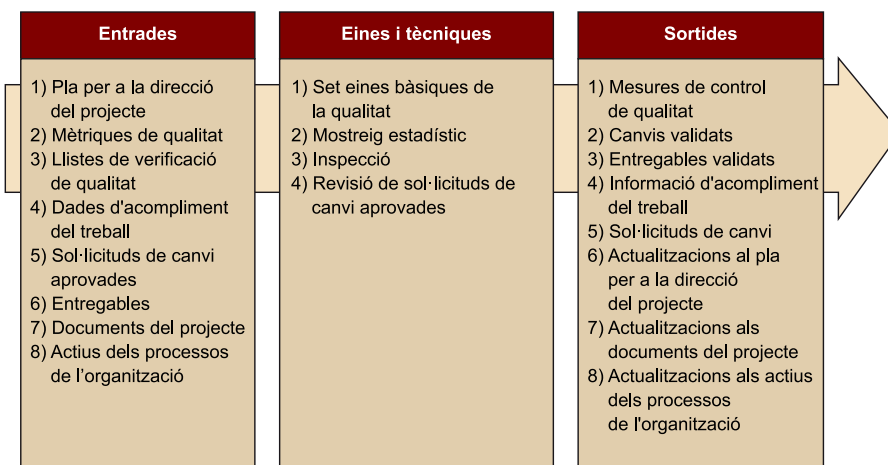 Entrades
1) Pla per a la direcció
del projecte
2) Mètriques de qualitat
3) Llistes de verificació
de qualitat
4) Dades d'acompliment
del treball
5) Sol·licituds de canvi
aprovades
6) Entregables
7) Documents del projecte
8) Actius dels processos
de l’organització
Eines i tècniques
1) Set eines bàsiques de
la qualitat
2) Mostreig estadístic
3) Inspecció
4) Revisió de sol·licituds de
canvi aprovades
Sortides
1) Mesures de control
de qualitat
2) Canvis validats
3) Entregables validats
4) Informació d'acompliment
del treball
5) Sol·licituds de canvi
6) Actualitzacions al pla
per a la direcció
del projecte
7) Actualitzacions als
documents del projecte
8) Actualitzacions als actius
dels processos
de l'organització